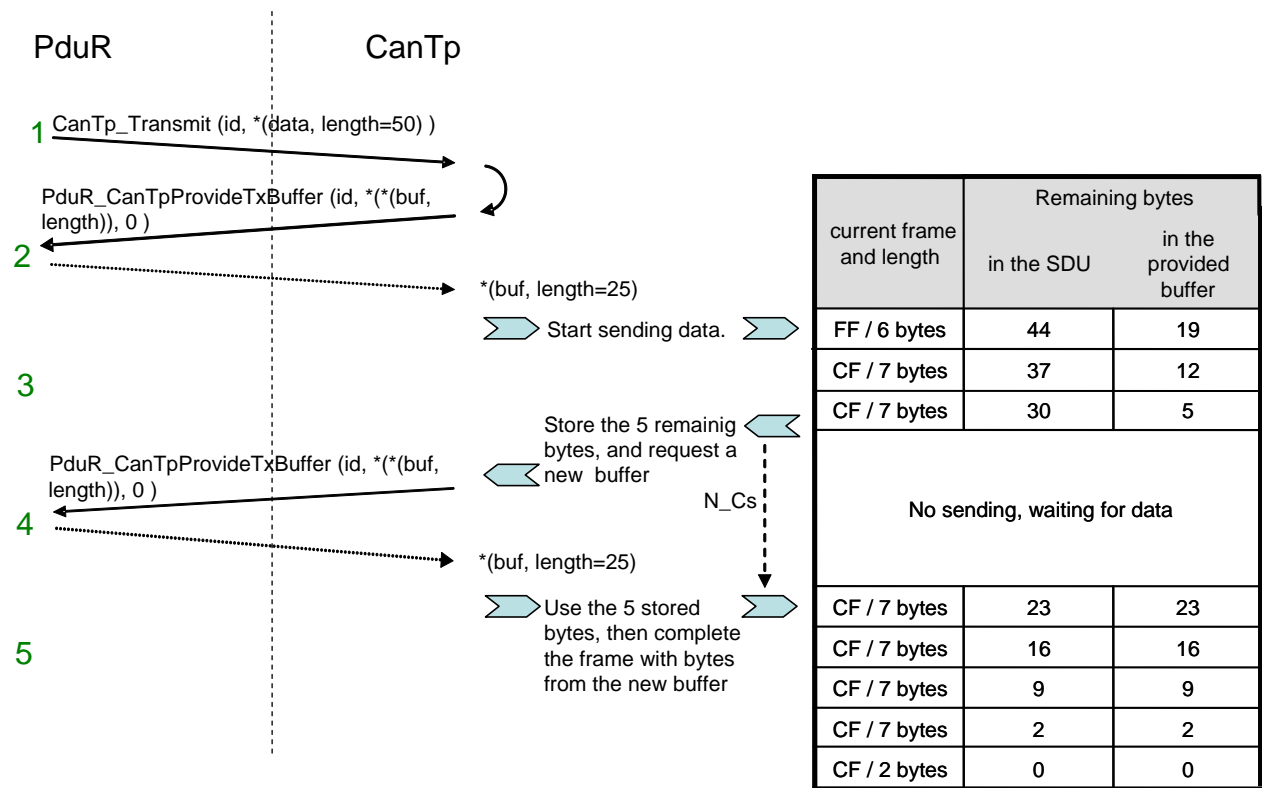 PduR
CanTp
1
CanTp_Transmit (id, *(data, length=50) )
PduR_CanTpProvideTxBuffer (id, *(*(buf,
length)), 0 )
2
*(buf, length=25)
Start sending data.
3
Store the 5 remainig
bytes, and request a
new buffer
PduR_CanTpProvideTxBuffer (id, *(*(buf,
length)), 0 )
N_Cs
4
*(buf, length=25)
Use the 5 stored
bytes, then complete
the frame with bytes
from the new buffer
5
current frame
and length
Remaining bytes
in the SDU
in the
provided
buffer
FF / 6 bytes 44 19
CF / 7 bytes 37 12
CF / 7 bytes 30 5
No sending, waiting for data
CF / 7 bytes 23 23
CF / 7 bytes 16 16
CF / 7 bytes 9 9
CF / 7 bytes 2 2
CF / 2 bytes 0 0